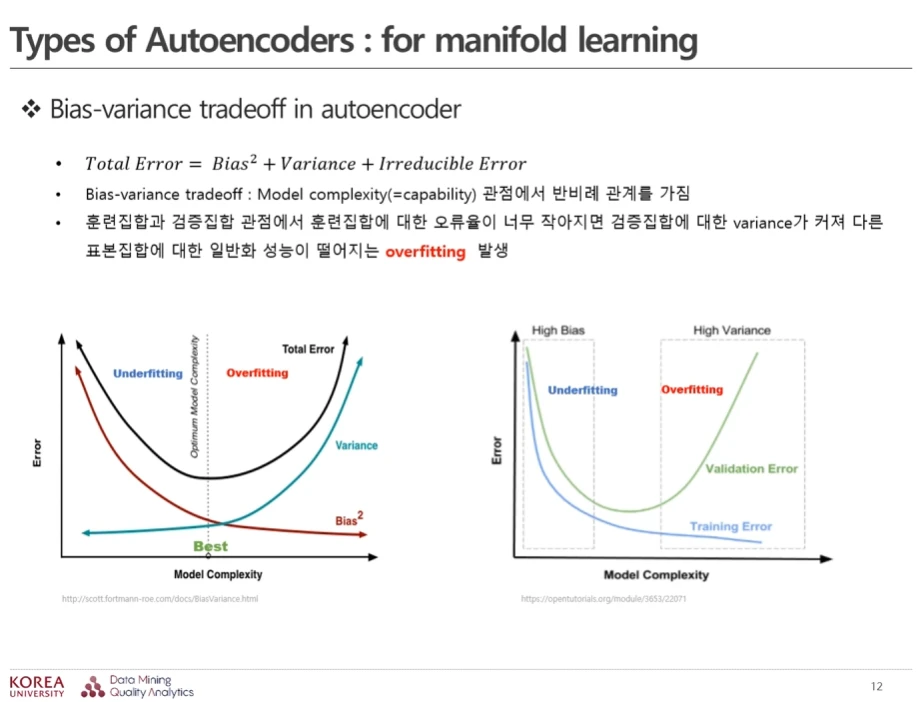 Types of Autoencoders : for manifold learning
❖ Bias-variance tradeoff in autoencoder
• Total Error = Bias² + Variance + Irreducible Error
• Bias-variance tradeoff : Model complexity(=capability) 관점에서 반비례 관계를 가짐
• 훈련집합과 검증집합 관점에서 훈련집합에 대한 오류율이 너무 작아지면 검증집합에 대한 variance가 커져 다른
표본집합에 대한 일반화 성능이 떨어지는 overfitting 발생
Error
Underfitting
Optimum Model Complexity
Overfitting
Total Error
Variance
Bias²
Best
Model Complexity
http://scott.fortmann-roe.com/docs/BiasVariance.html
High Bias
High Variance
Error
Underfitting
Overfitting
Validation Error
Training Error
Model Complexity
https://opentutorials.org/module/3653/22071
KOREA
UNIVERSITY
Data Mining
Quality Analytics
12